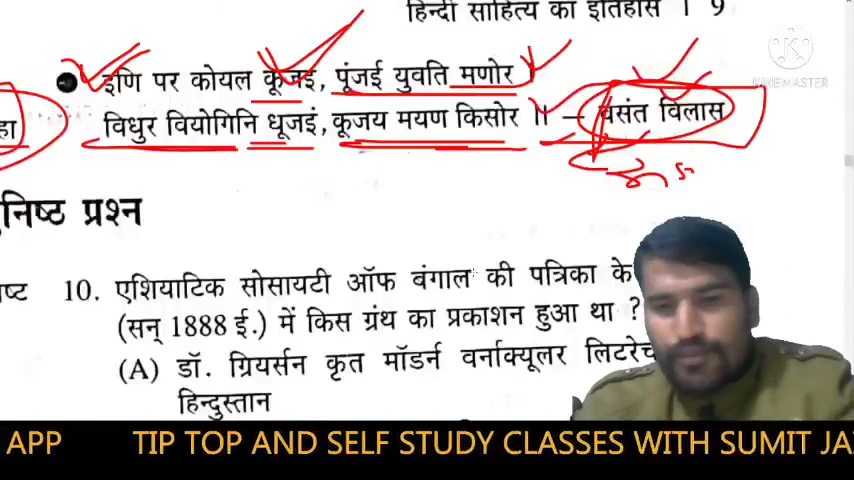 हिन्दी साहित्य का इतिहास । 9
इणि पर कोयल कूजइं, पूंजई युवति मणोर ।
हा
विधुर वियोगिनि धूजइं, कूजय मयण किसोर ।। – वसंत विलास
निष्ठ प्रश्न
ष्ट 10. एशियाटिक सोसायटी ऑफ बंगाल की पत्रिका के
(सन् 1888 ई.) में किस ग्रंथ का प्रकाशन हुआ था ?
(A) डॉ. ग्रियर्सन कृत मॉडर्न वर्नाक्यूलर लिटरे
हिन्दुस्तान
KINEMASTER
APP TIP TOP AND SELF STUDY CLASSES WITH SUMIT JA